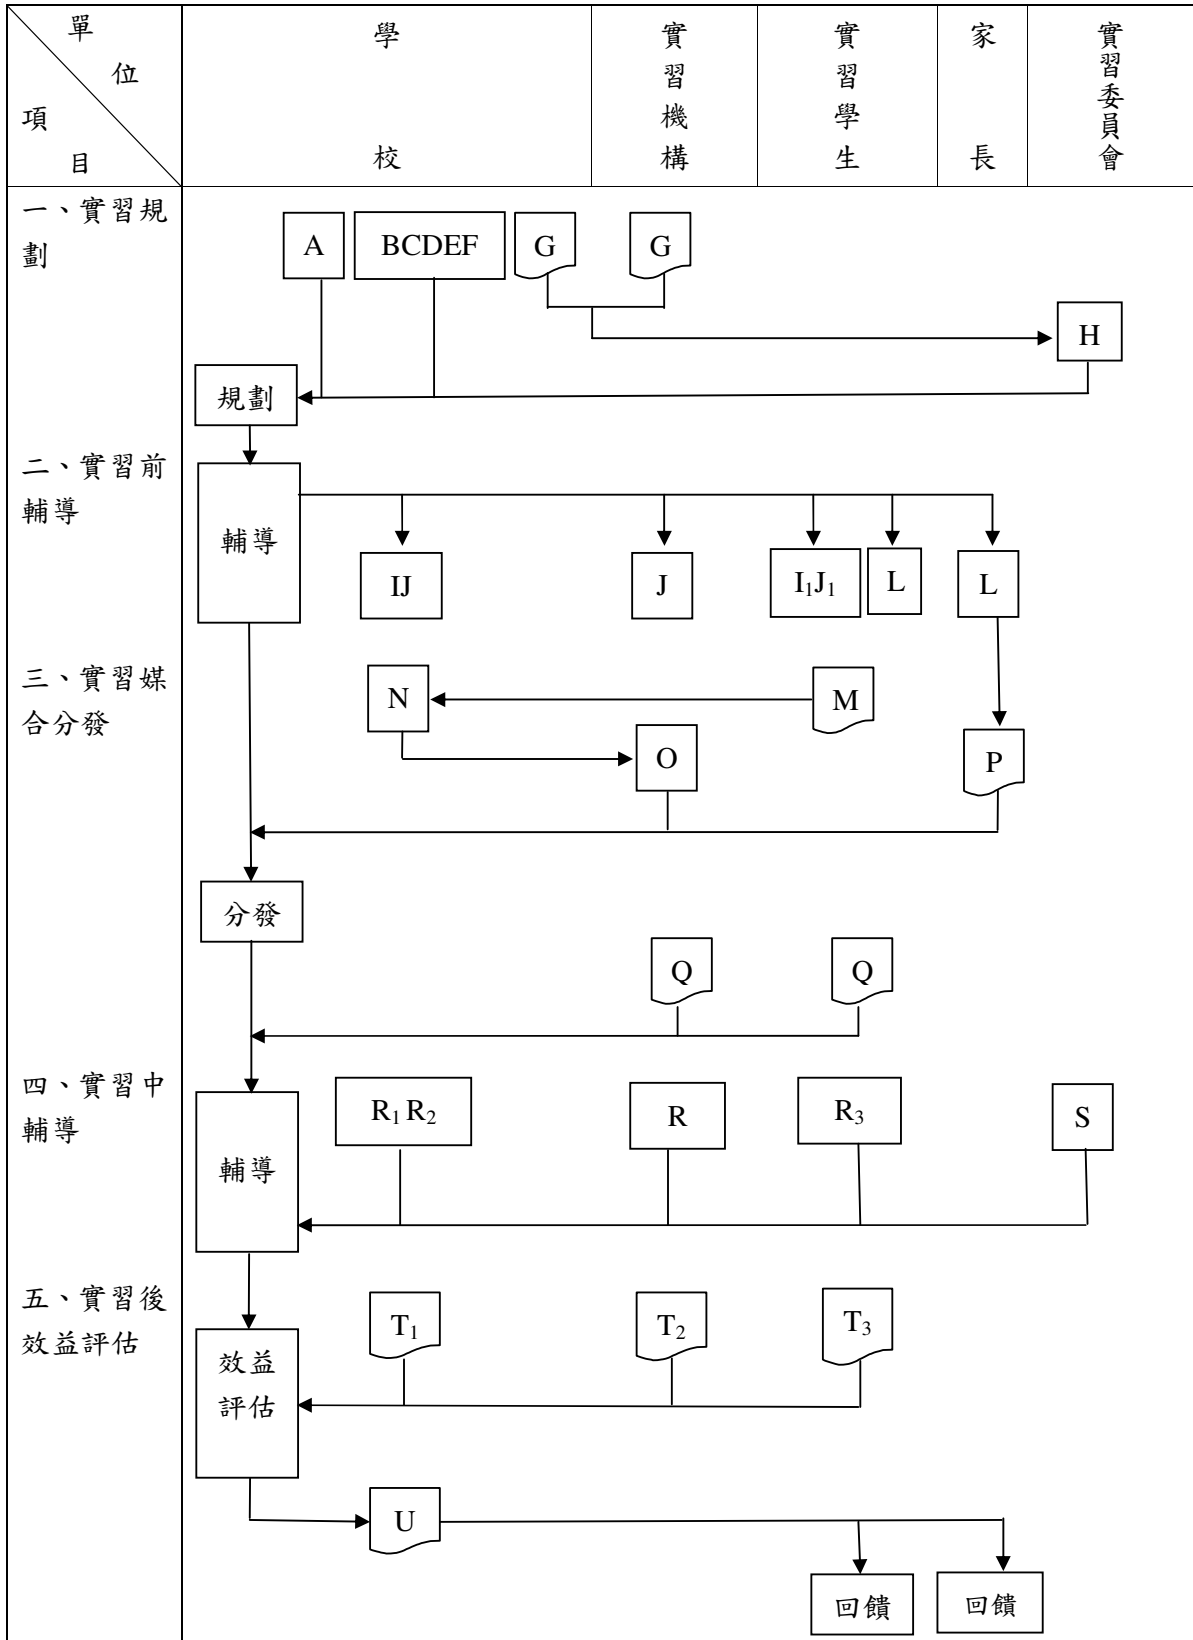 單
位
項
目
學
校
實
習
機
構
實
習
學
生
家
長
實
習
委
員
會
一、實習規
劃
A
BCDEF
G
G
H
規劃
二、實習前
輔導
輔導
IJ
J
I₁J₁
L
L
三、實習媒
合分發
N
M
O
P
分發
Q
Q
四、實習中
輔導
輔導
R₁ R₂
R
R₃
S
五、實習後
效益評估
效益
評估
T₁
T₂
T₃
U
回饋
回饋